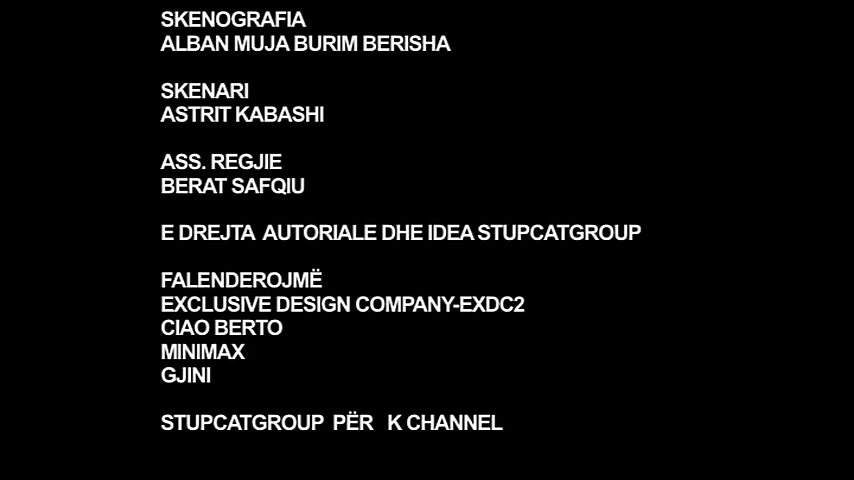 SKENOGRAFIA
ALBAN MUJA BURIM BERISHA
SKENARI
ASTRIT KABASHI
ASS. REGJIE
BERAT SAFQIU
E DREJTA AUTORIALE DHE IDEA STUPCATGROUP
FALENDEROJMË
EXCLUSIVE DESIGN COMPANY-EXDC2
CIAO BERTO
MINIMAX
GJINI
STUPCATGROUP PËR K CHANNEL